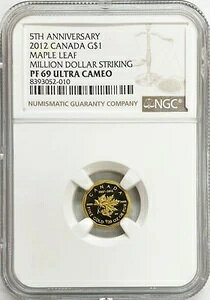 5TH ANNIVERSARY
2012 CANADA G$1
MAPLE LEAF
MILLION DOLLAR STRIKING
PF 69 ULTRA CAMEO
8393052-010
NUMISMATIC GUARANTY COMPANY
NGC
CANADA